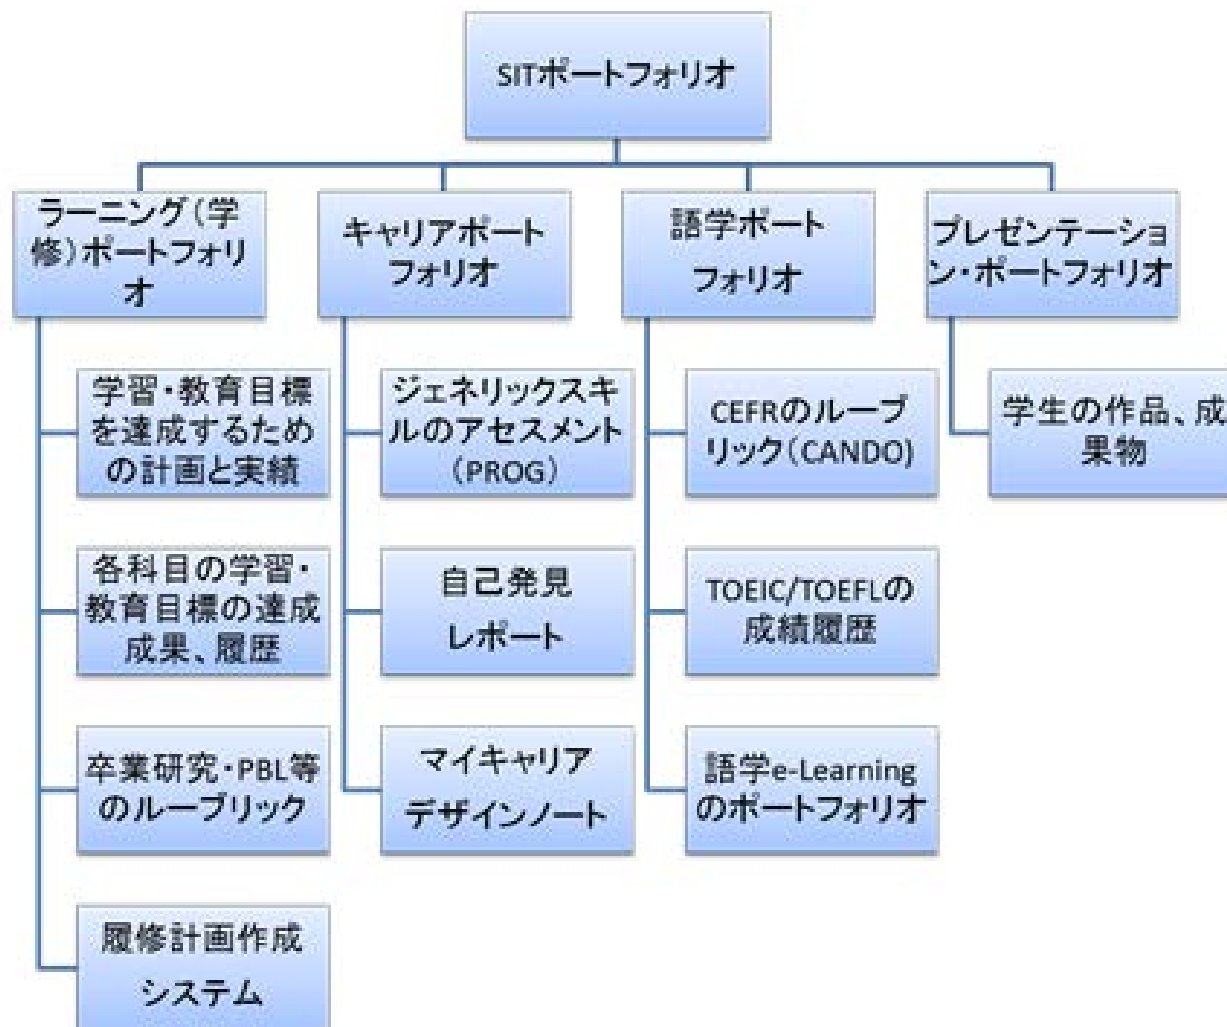 SITポートフォリオ
ラーニング(学
修)ポートフォリ
オ
キャリアポート
フォリオ
語学ポート
フォリオ
プレゼンテーショ
ン・ポートフォリオ
学習・教育目標
を達成するため
の計画と実績
各科目の学習・
教育目標の達成
成果、履歴
卒業研究・PBL等
のルーブリック
履修計画作成
システム
ジェネリックスキ
ルのアセスメント
(PROG)
自己発見
レポート
マイキャリア
デザインノート
CEFRのルーブ
リック(CANDO)
TOEIC/TOEFLの
成績履歴
語学e-Learning
のポートフォリオ
学生の作品、成
果物